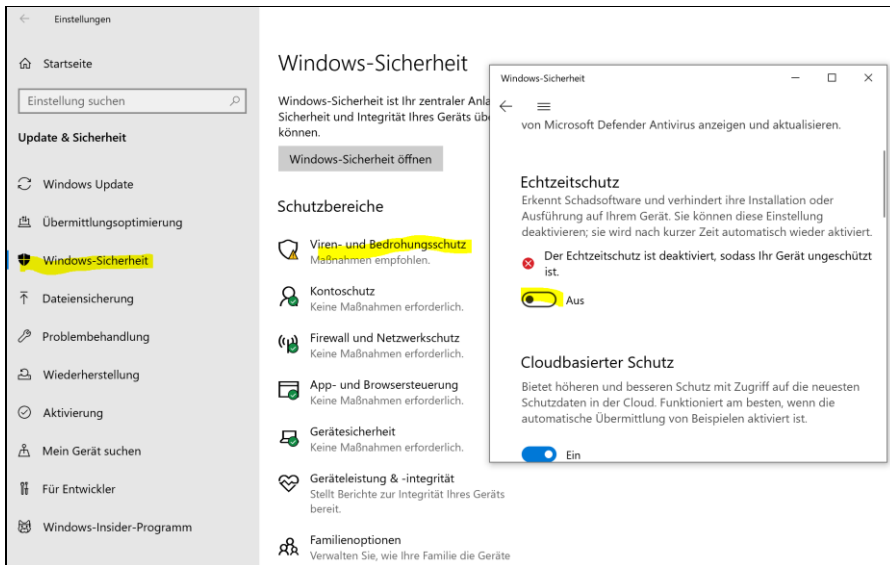 Einstellungen
Startseite
Einstellung suchen
Update & Sicherheit
Windows Update
Übermittlungsoptimierung
Windows-Sicherheit
Dateiensicherung
Problembehandlung
Wiederherstellung
Aktivierung
Mein Gerät suchen
Für Entwickler
Windows-Insider-Programm
Windows-Sicherheit
Windows-Sicherheit ist Ihr zentraler Anla
Sicherheit und Integrität Ihres Geräts übe
können.
Windows-Sicherheit öffnen
Schutzbereiche
Viren- und Bedrohungsschutz
Maßnahmen empfohlen.
Kontoschutz
Keine Maßnahmen erforderlich.
Firewall und Netzwerkschutz
Keine Maßnahmen erforderlich.
App- und Browsersteuerung
Keine Maßnahmen erforderlich.
Gerätesicherheit
Keine Maßnahmen erforderlich.
Geräteleistung & -integrität
Stellt Berichte zur Integrität Ihres Geräts
bereit.
Familienoptionen
Verwalten Sie, wie Ihre Familie die Geräte
Windows-Sicherheit
von Microsoft Defender Antivirus anzeigen und aktualisieren.
Echtzeitschutz
Erkennt Schadsoftware und verhindert ihre Installation oder
Ausführung auf Ihrem Gerät. Sie können diese Einstellung
deaktivieren; sie wird nach kurzer Zeit automatisch wieder aktiviert.
Der Echtzeitschutz ist deaktiviert, sodass Ihr Gerät ungeschützt
ist.
Aus
Cloudbasierter Schutz
Bietet höheren und besseren Schutz mit Zugriff auf die neuesten
Schutzdaten in der Cloud. Funktioniert am besten, wenn die
automatische Übermittlung von Beispielen aktiviert ist.
Ein